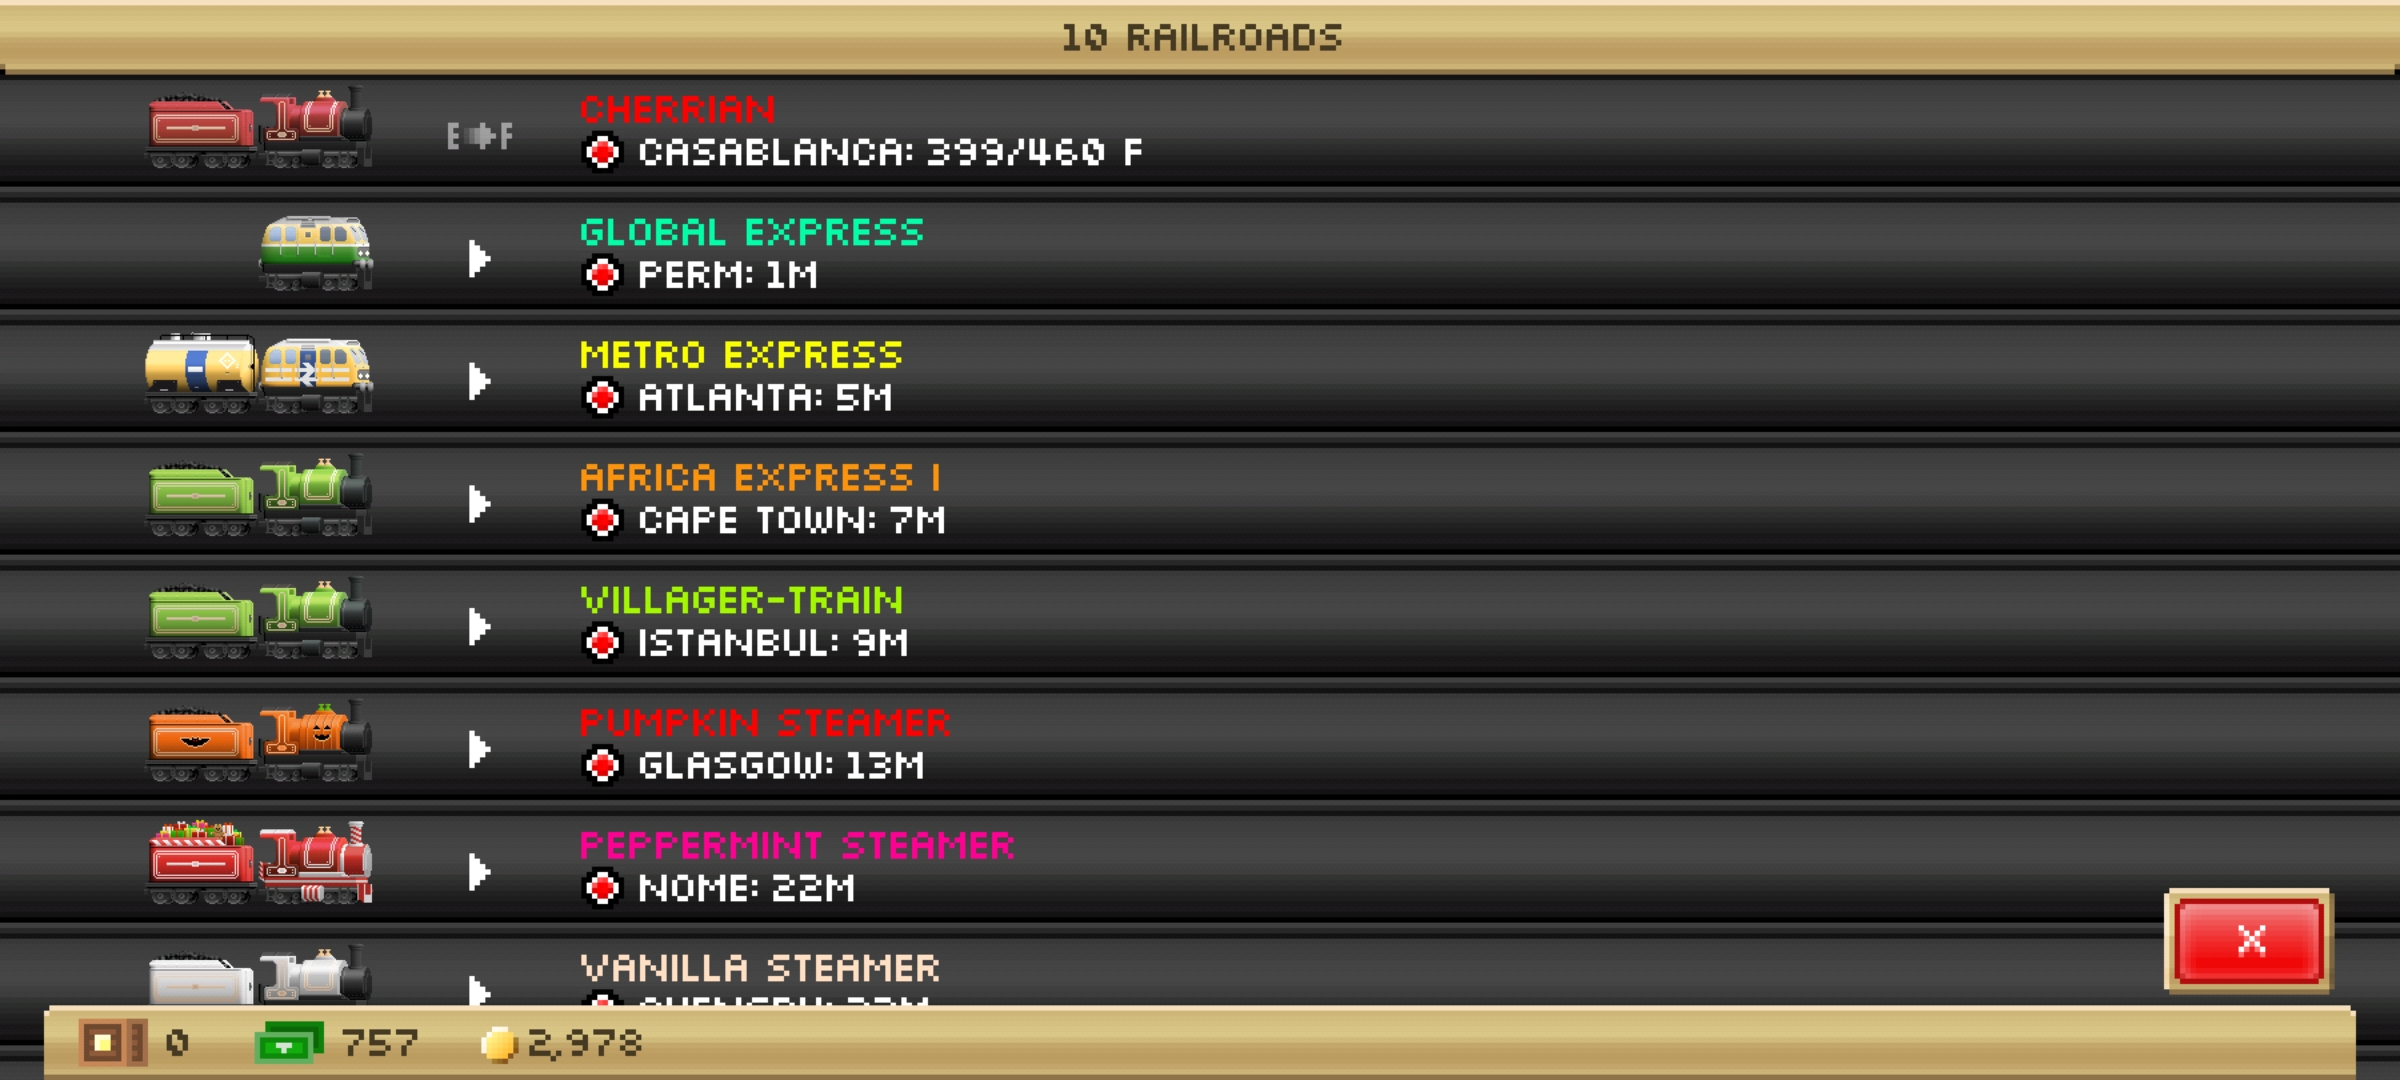 10 RAILROADS
CHERRIAN
E F
CASABLANCA: 399/460 F
GLOBAL EXPRESS
PERM: 1M
METRO EXPRESS
ATLANTA: 5M
AFRICA EXPRESS I
CAPE TOWN: 7M
VILLAGER-TRAIN
ISTANBUL: 9M
PUMPKIN STEAMER
GLASGOW: 13M
PEPPERMINT STEAMER
NOME: 22M
X
VANILLA STEAMER
0 757 2,978